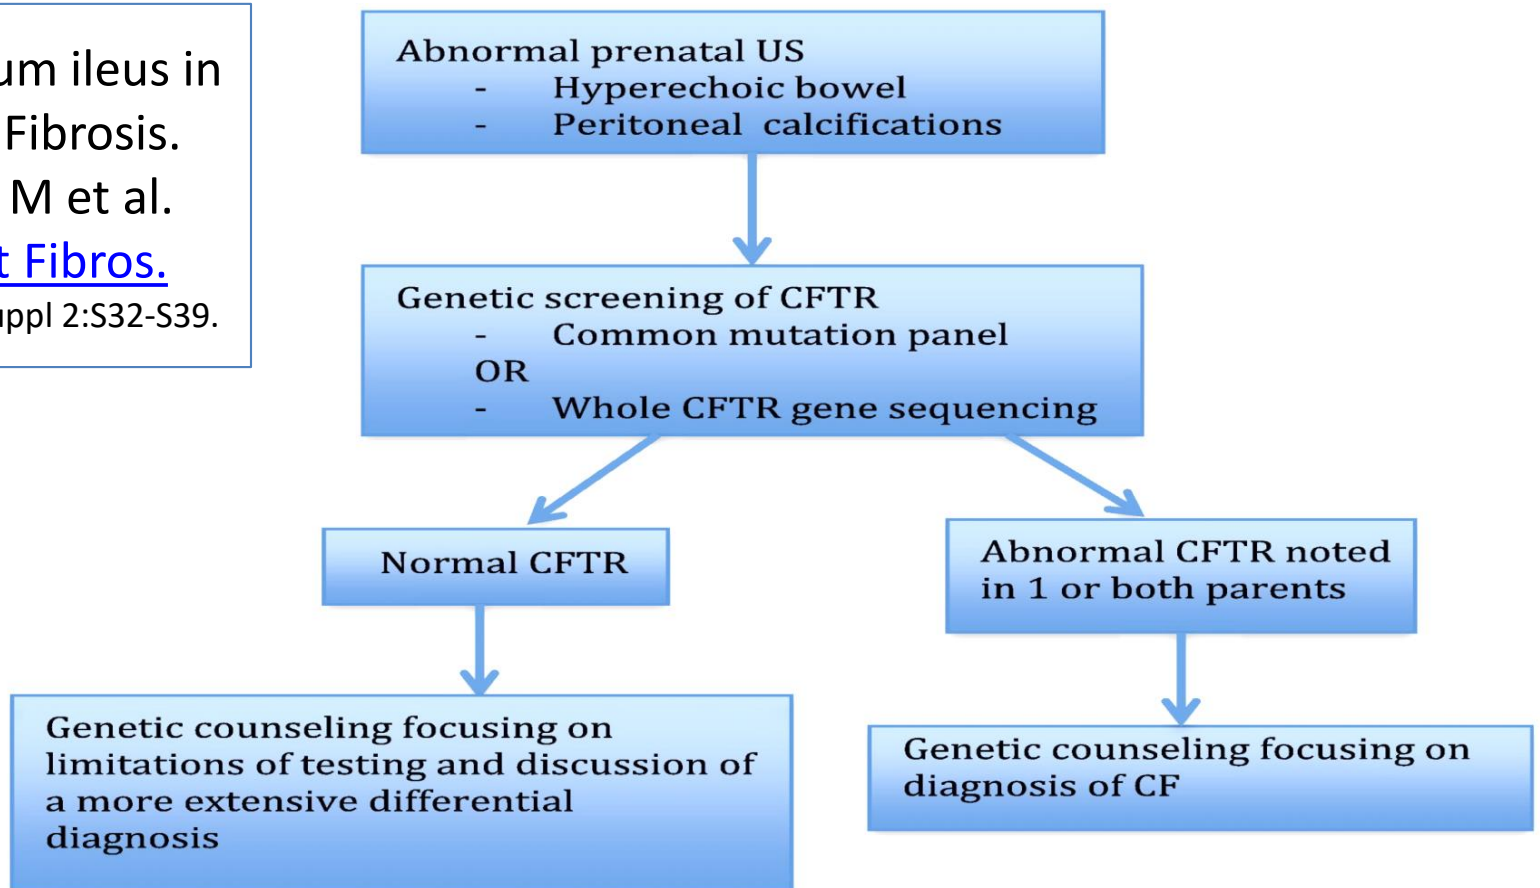 um ileus in
Fibrosis.
M et al.
t Fibros.
uppl 2:S32-S39.
Abnormal prenatal US
- Hyperechoic bowel
- Peritoneal calcifications
Genetic screening of CFTR
- Common mutation panel
OR
- Whole CFTR gene sequencing
Normal CFTR
Abnormal CFTR noted
in 1 or both parents
Genetic counseling focusing on
limitations of testing and discussion of
a more extensive differential
diagnosis
Genetic counseling focusing on
diagnosis of CF